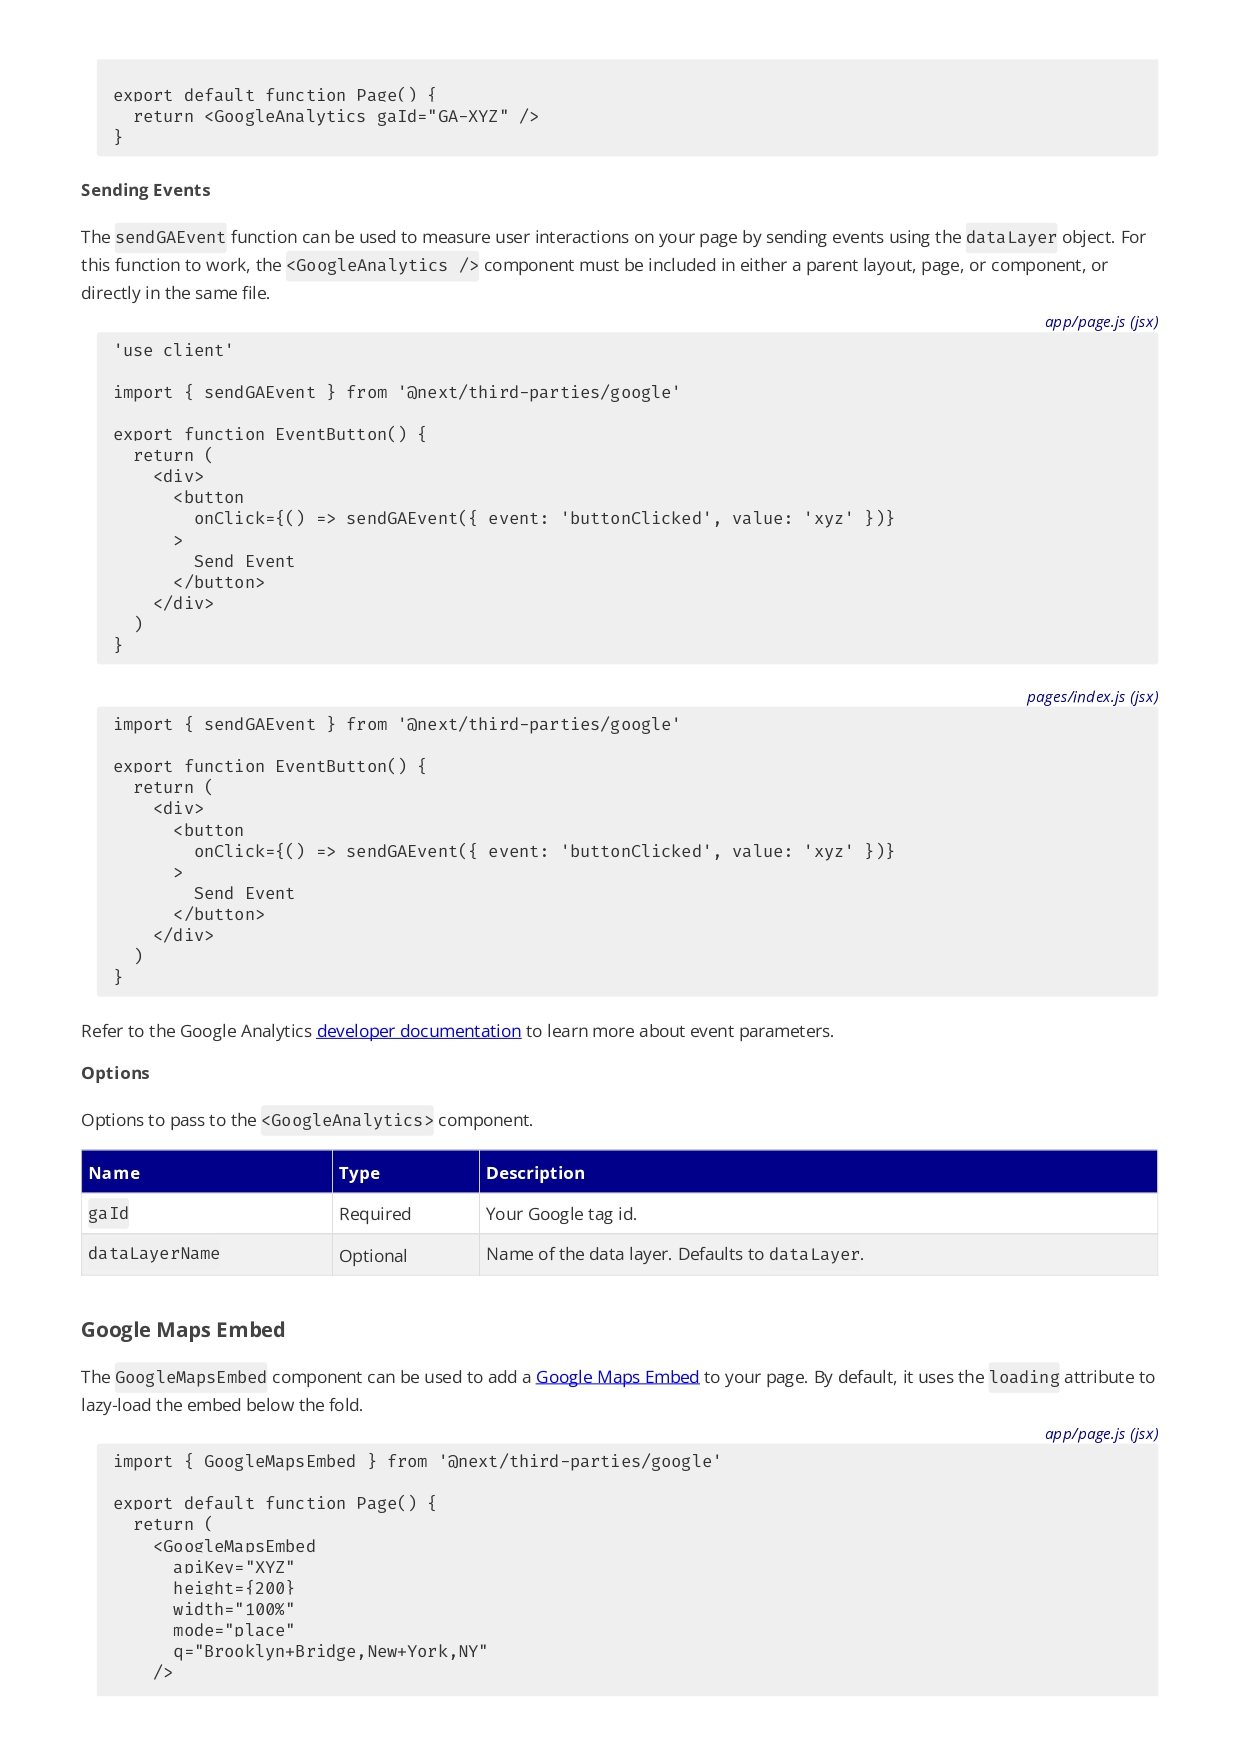 export default function Page() {
  return <GoogleAnalytics gaId="GA-XYZ" />
}
Sending Events
The sendGAEvent function can be used to measure user interactions on your page by sending events using the dataLayer object. For
this function to work, the <GoogleAnalytics /> component must be included in either a parent layout, page, or component, or
directly in the same file.
app/page.js (jsx)
'use client'
import { sendGAEvent } from '@next/third-parties/google'
export function EventButton() {
  return (
    <div>
      <button
        onClick={() => sendGAEvent({ event: 'buttonClicked', value: 'xyz' })}
      >
        Send Event
      </button>
    </div>
  )
}
pages/index.js (jsx)
import { sendGAEvent } from '@next/third-parties/google'
export function EventButton() {
  return (
    <div>
      <button
        onClick={() => sendGAEvent({ event: 'buttonClicked', value: 'xyz' })}
      >
        Send Event
      </button>
    </div>
  )
}
Refer to the Google Analytics developer documentation to learn more about event parameters.
Options
Options to pass to the <GoogleAnalytics> component.
Name Type Description
gaId Required Your Google tag id.
dataLayerName Optional Name of the data layer. Defaults to dataLayer.
Google Maps Embed
The GoogleMapsEmbed component can be used to add a Google Maps Embed to your page. By default, it uses the loading attribute to
lazy-load the embed below the fold.
app/page.js (jsx)
import { GoogleMapsEmbed } from '@next/third-parties/google'
export default function Page() {
  return (
    <GoogleMapsEmbed
      apiKey="XYZ"
      height={200}
      width="100%"
      mode="place"
      q="Brooklyn+Bridge,New+York,NY"
    />